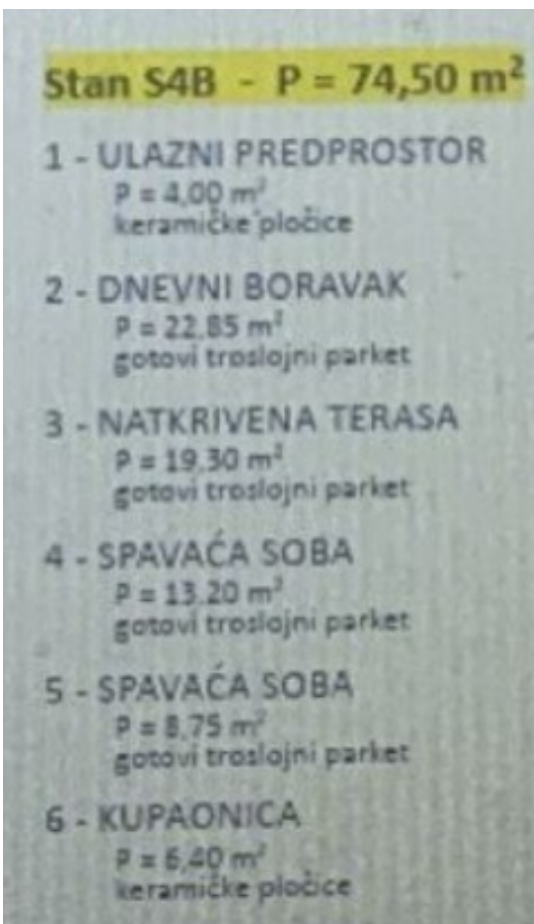 Stan S4B - P = 74,50 m²
1 - ULAZNI PREDPROSTOR
P = 4,00 m²
keramičke pločice
2 - DNEVNI BORAVAK
P = 22,85 m²
gotovi troslojni parket
3 - NATKRIVENA TERASA
P = 19,30 m²
gotovi troslojni parket
4 - SPAVAĆA SOBA
P = 13,20 m²
gotovi troslojni parket
5 - SPAVAĆA SOBA
P = 8,75 m²
gotovi troslojni parket
6 - KUPAONICA
P = 6,40 m²
keramičke pločice